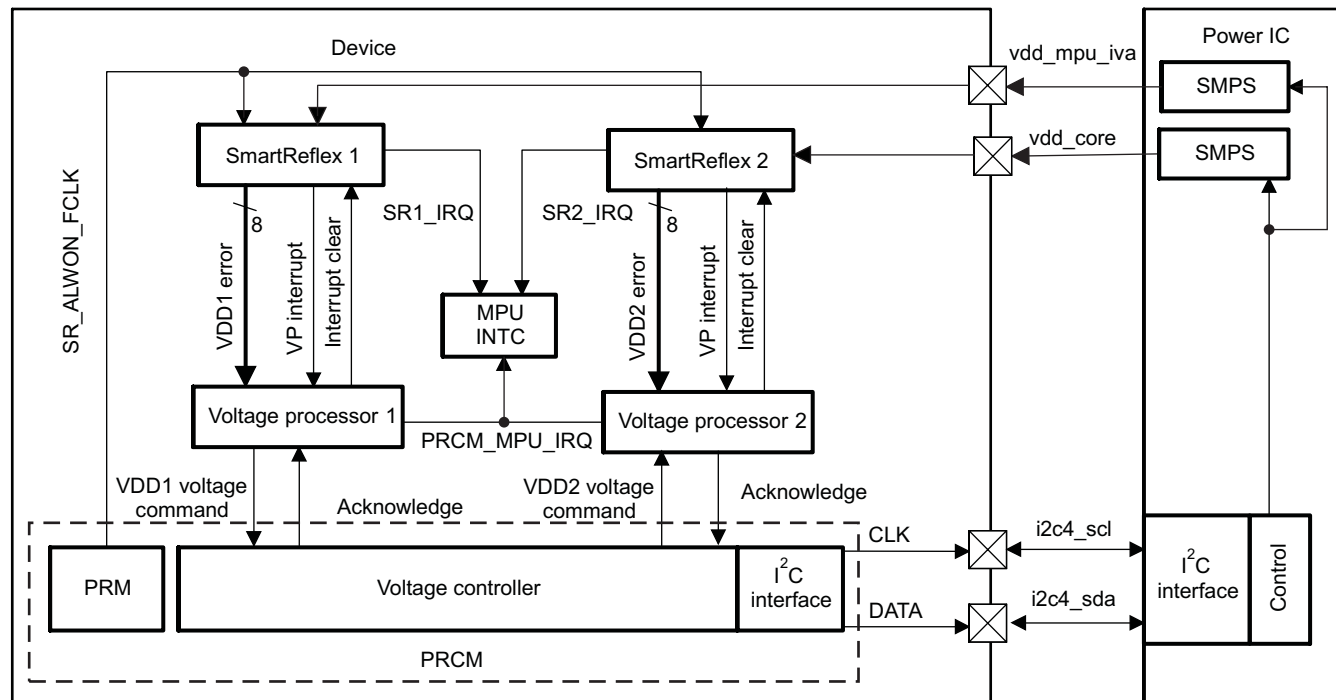 Device
Power IC
vdd_mpu_iva
SMPS
vdd_core
SMPS
SmartReflex 1
SmartReflex 2
SR_ALWON_FCLK
8
SR1_IRQ
SR2_IRQ
8
VDD1 error
VP interrupt
Interrupt clear
MPU
INTC
VDD2 error
VP interrupt
Interrupt clear
Voltage processor 1
PRCM_MPU_IRQ
Voltage processor 2
VDD1 voltage
command
Acknowledge
VDD2 voltage
command
Acknowledge
PRM
Voltage controller
I²C
interface
CLK
DATA
i2c4_scl
i2c4_sda
I²C
interface
Control
PRCM